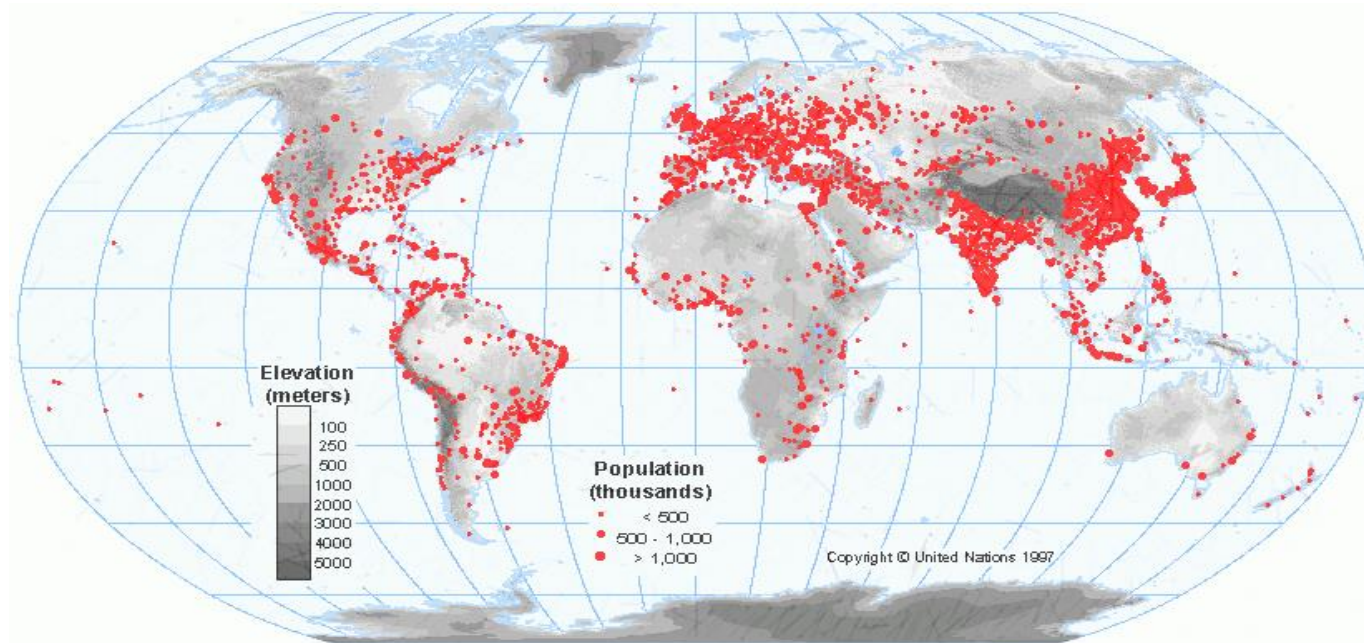 Elevation
(meters)
100
250
500
1000
2000
3000
4000
5000
Population
(thousands)
< 500
500 - 1,000
> 1,000
Copyright © United Nations 1997